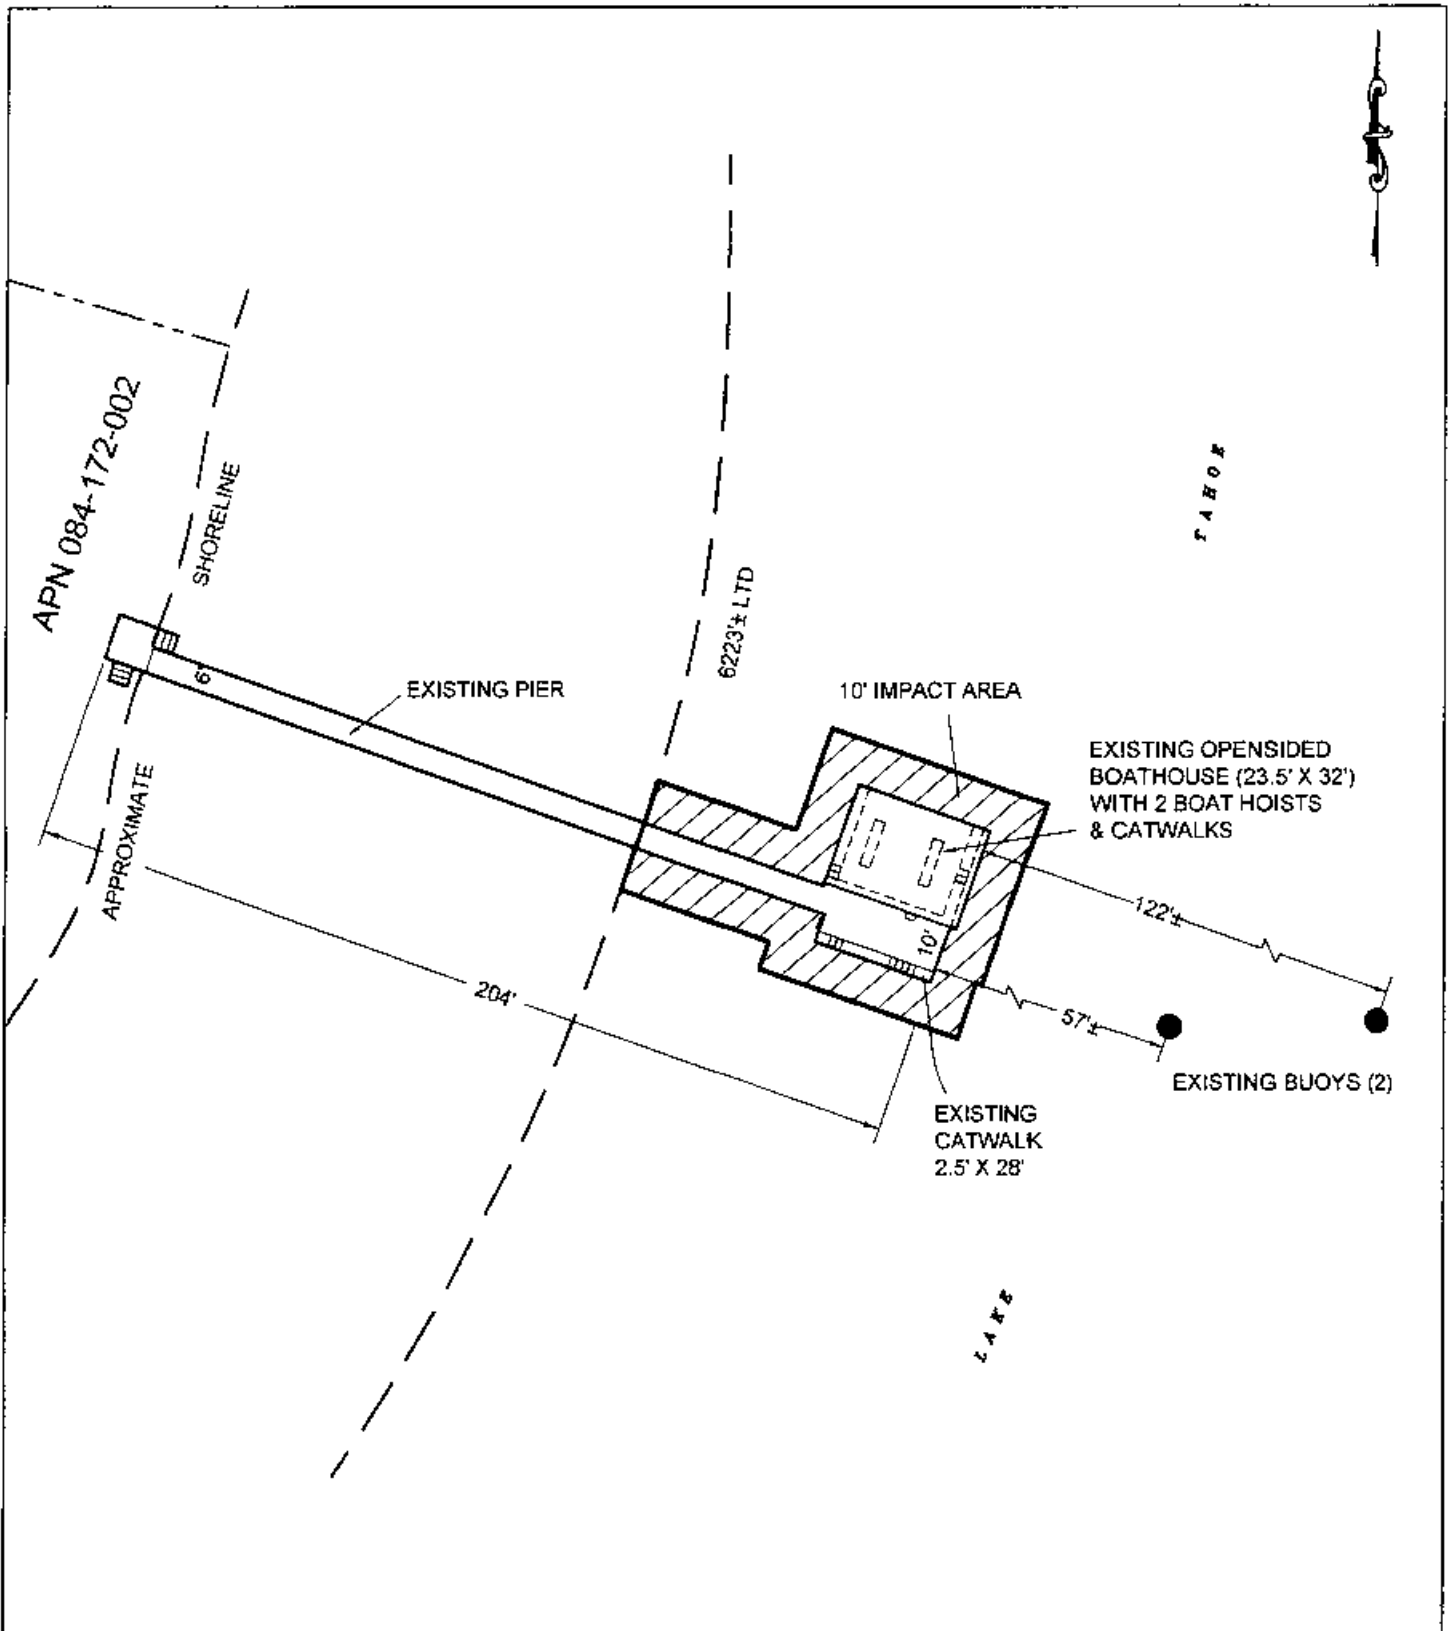 TAHOE
APN 084-172-002
SHORELINE
6223'± LTD
6'
EXISTING PIER
10' IMPACT AREA
EXISTING OPENSIDED
BOATHOUSE (23.5' X 32')
WITH 2 BOAT HOISTS
& CATWALKS
APPROXIMATE
122'±
10'
204'
57'±
EXISTING BUOYS (2)
EXISTING
CATWALK
2.5' X 28'
LAKE